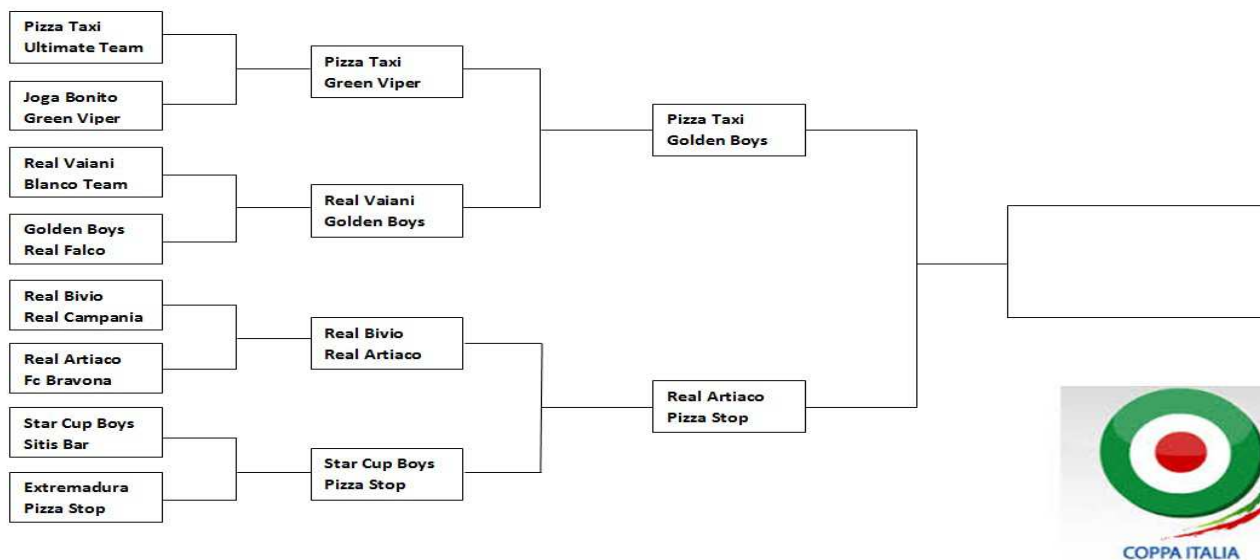 Pizza Taxi
Ultimate Team
Joga Bonito
Green Viper
Real Vaiani
Blanco Team
Golden Boys
Real Falco
Real Bivio
Real Campania
Real Artiaco
Fc Bravona
Star Cup Boys
Sitis Bar
Extremadura
Pizza Stop
Pizza Taxi
Green Viper
Real Vaiani
Golden Boys
Real Bivio
Real Artiaco
Star Cup Boys
Pizza Stop
Pizza Taxi
Golden Boys
Real Artiaco
Pizza Stop
COPPA ITALIA